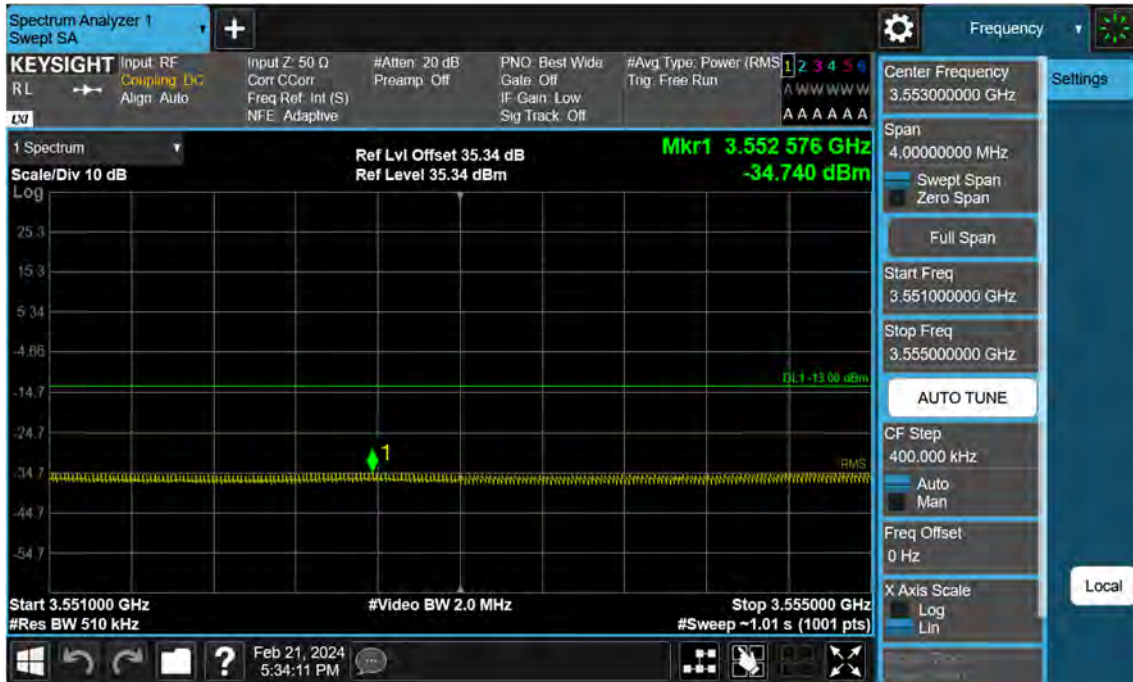 Spectrum Analyzer 1
Swept SA
+
Frequency
KEYSIGHT
RL
LXI
Input: RF
Coupling: DC
Align: Auto
Input Z: 50 Ω
Corr CCorr
Freq Ref: Int (S)
NFE: Adaptive
#Atten: 20 dB
Preamp: Off
PNO: Best Wide
Gate: Off
IF Gain: Low
Sig Track: Off
#Avg Type: Power (RMS
Trig: Free Run
1 2 3 4 5 6
A W W W W W
A A A A A A
1 Spectrum
Scale/Div 10 dB
Ref Lvl Offset 35.34 dB
Ref Level 35.34 dBm
Mkr1 3.552 576 GHz
-34.740 dBm
Log
25.3
15.3
5.34
-4.66
-14.7
-24.7
-34.7
-44.7
-54.7
DL1 -13.00 dBm
1
RMS
Start 3.551000 GHz
#Res BW 510 kHz
#Video BW 2.0 MHz
Stop 3.555000 GHz
#Sweep ~1.01 s (1001 pts)
?
Feb 21, 2024
5:34:11 PM
Center Frequency
3.553000000 GHz
Settings
Span
4.00000000 MHz
Swept Span
Zero Span
Full Span
Start Freq
3.551000000 GHz
Stop Freq
3.555000000 GHz
AUTO TUNE
CF Step
400.000 kHz
Auto
Man
Freq Offset
0 Hz
X Axis Scale
Log
Lin
Local